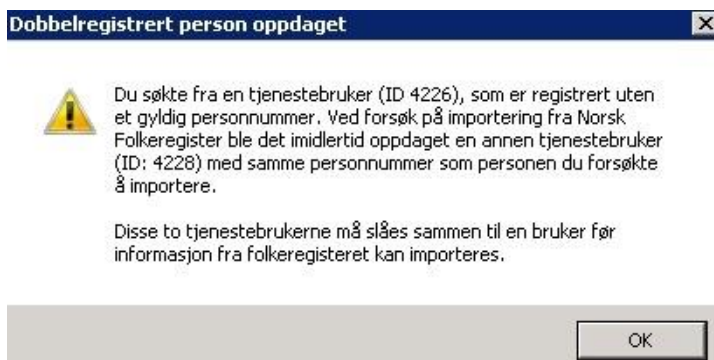 Dobbelregistrert person oppdaget
Du søkte fra en tjenestebruker (ID 4226), som er registrert uten
et gyldig personnummer. Ved forsøk på importering fra Norsk
Folkeregister ble det imidlertid oppdaget en annen tjenestebruker
(ID: 4228) med samme personnummer som personen du forsøkte
å importere.
Disse to tjenestebrukerne må slåes sammen til en bruker før
informasjon fra folkeregisteret kan importeres.
OK